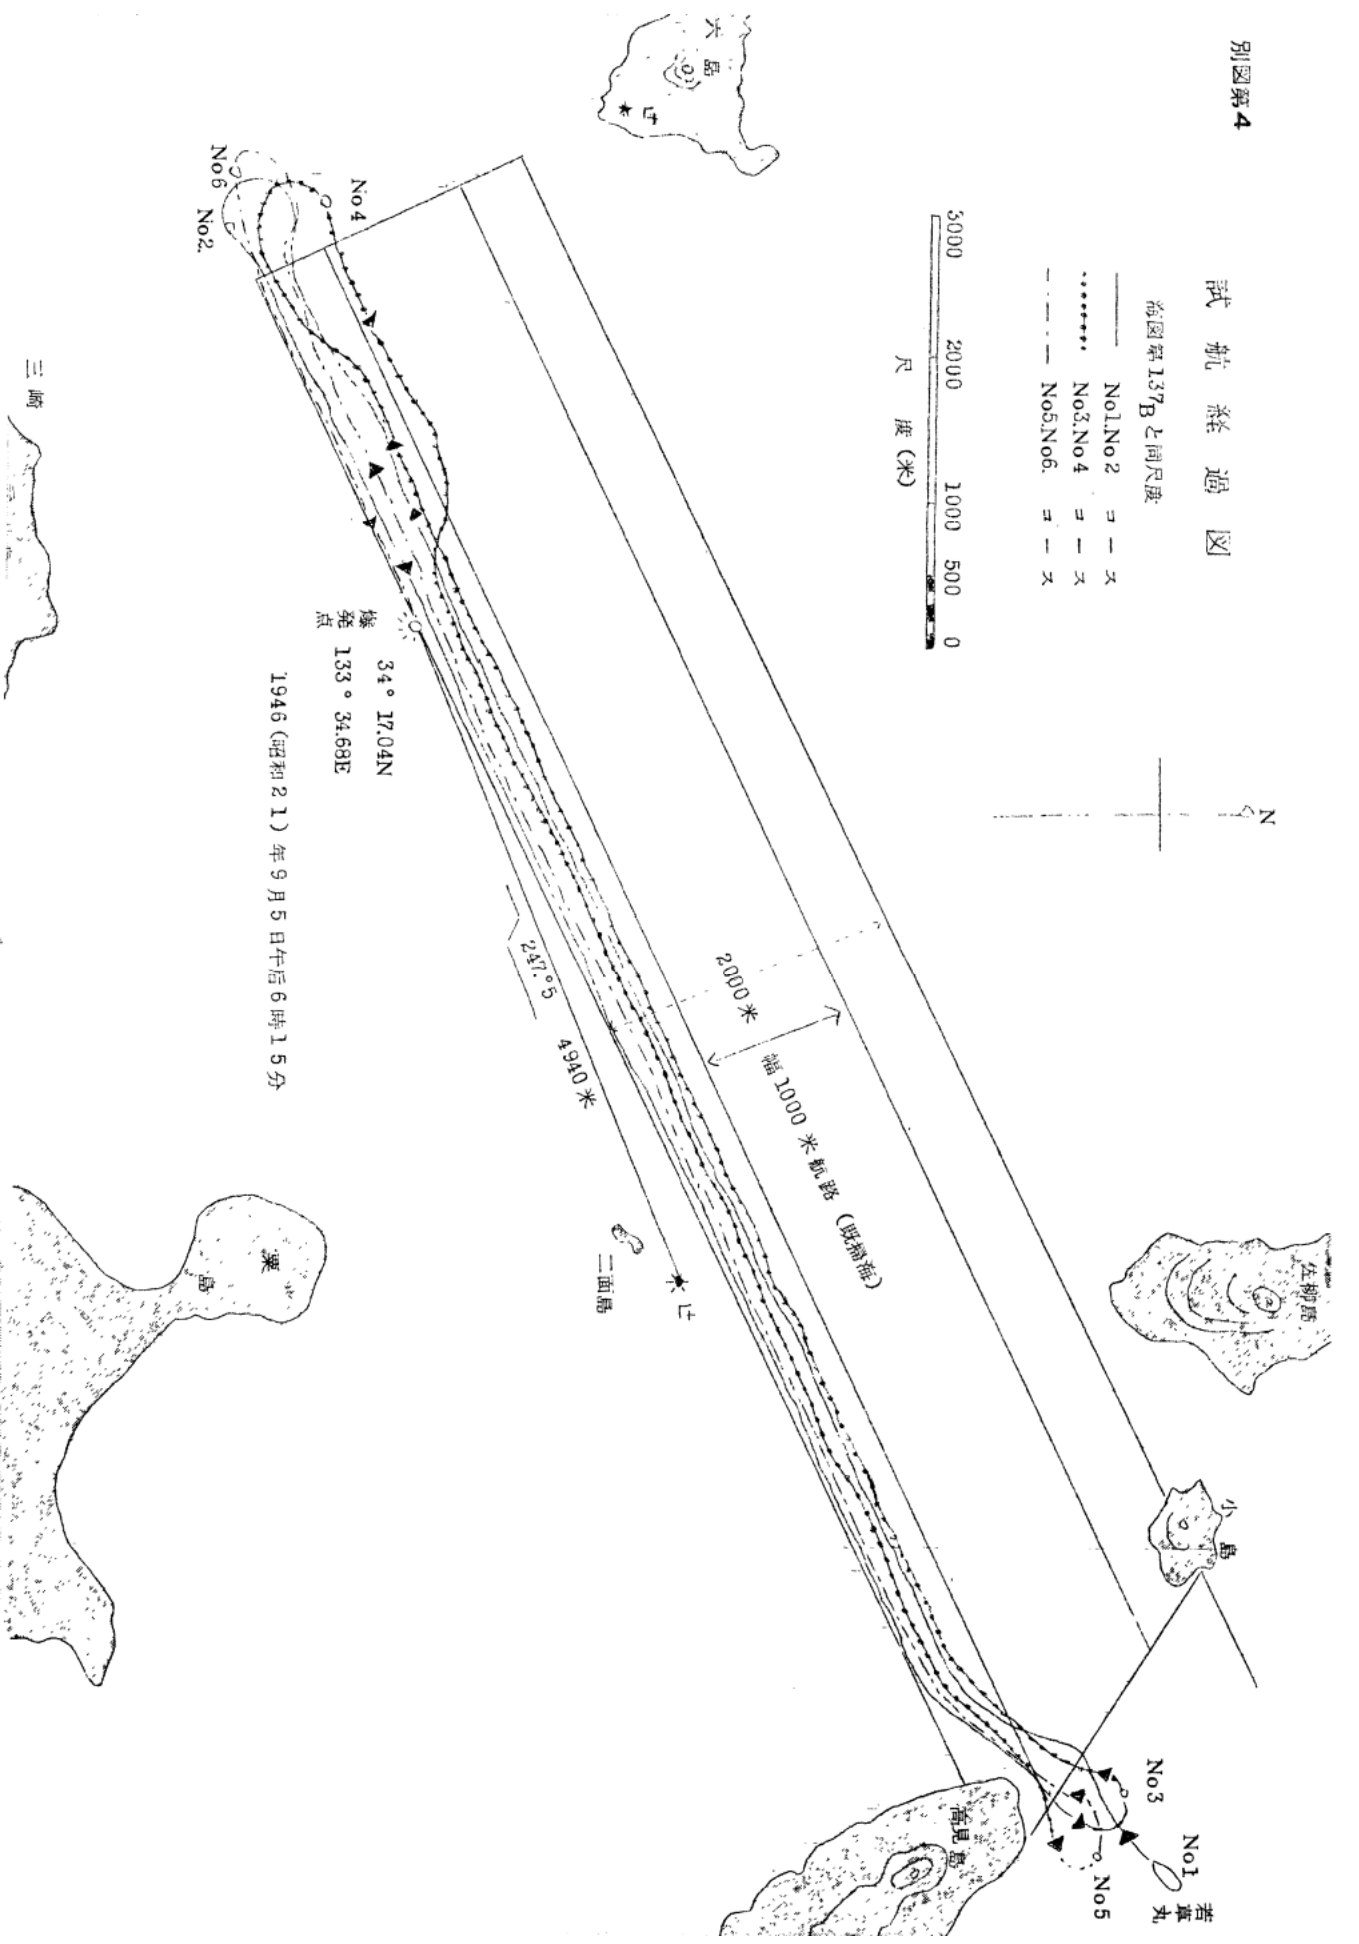 別図第4
試航経過図
海図第137Bと同尺度
No1.No2 コース
No3.No4 コース
No5.No6. コース
3000 2000 1000 500 0
尺度(米)
N
大島
佐柳島
小島
No4
No6
No2.
2000米
幅1000米航路(既掃海)
No3
No1
若草丸
No5
高見島
247.°5
4940米
二面島
爆発点
34° 17.04N
133° 34.68E
1946(昭和21)年9月5日午后6時15分
三崎
粟島